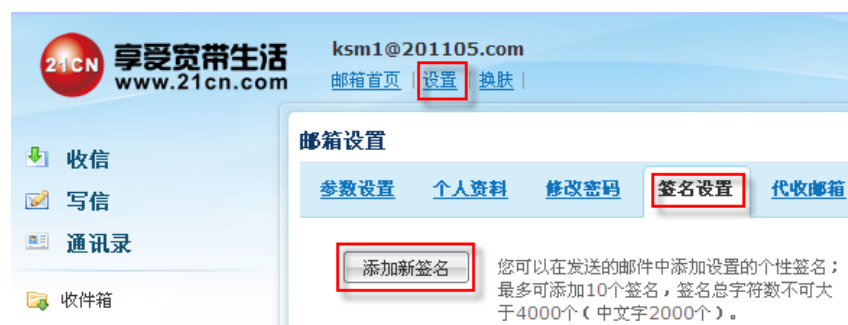 21CN 享受宽带生活
www.21cn.com
ksm1@201105.com
邮箱首页 | 设置 | 换肤 |
收信
写信
通讯录
收件箱
邮箱设置
参数设置 个人资料 修改密码 签名设置 代收邮箱
添加新签名
您可以在发送的邮件中添加设置的个性签名；
最多可添加10个签名，签名总字符数不可大
于4000个（中文字2000个）。